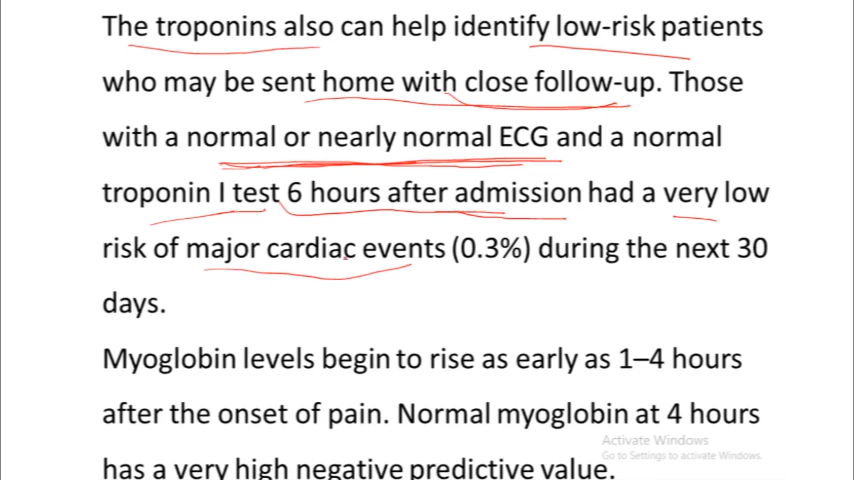 The troponins also can help identify low-risk patients
who may be sent home with close follow-up. Those
with a normal or nearly normal ECG and a normal
troponin I test 6 hours after admission had a very low
risk of major cardiac events (0.3%) during the next 30
days.
Myoglobin levels begin to rise as early as 1–4 hours
after the onset of pain. Normal myoglobin at 4 hours
has a very high negative predictive value.
Activate Windows
Go to Settings to activate Windows.